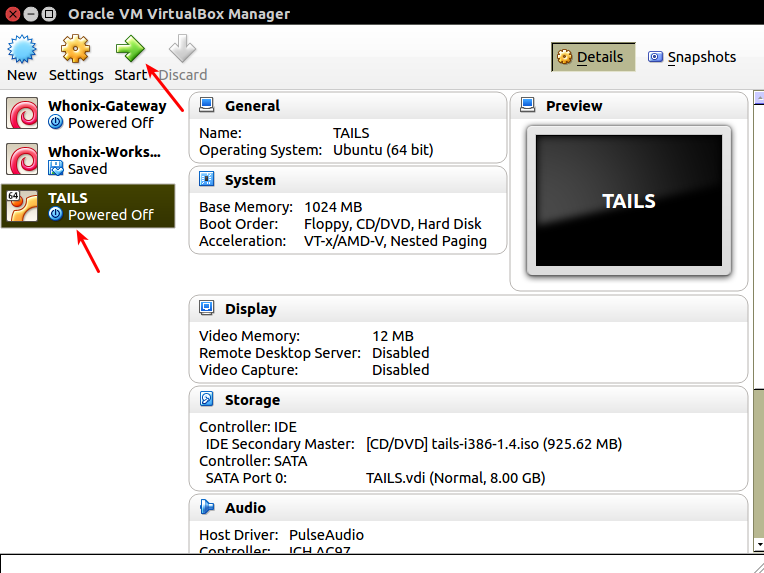 Oracle VM VirtualBox Manager
New Settings Start Discard
Details Snapshots
Whonix-Gateway
Powered Off
Whonix-Works...
Saved
64
TAILS
Powered Off
General
Name: TAILS
Operating System: Ubuntu (64 bit)
System
Base Memory: 1024 MB
Boot Order: Floppy, CD/DVD, Hard Disk
Acceleration: VT-x/AMD-V, Nested Paging
Preview
TAILS
Display
Video Memory: 12 MB
Remote Desktop Server: Disabled
Video Capture: Disabled
Storage
Controller: IDE
IDE Secondary Master: [CD/DVD] tails-i386-1.4.iso (925.62 MB)
Controller: SATA
SATA Port 0: TAILS.vdi (Normal, 8.00 GB)
Audio
Host Driver: PulseAudio
Controller: ICH AC97